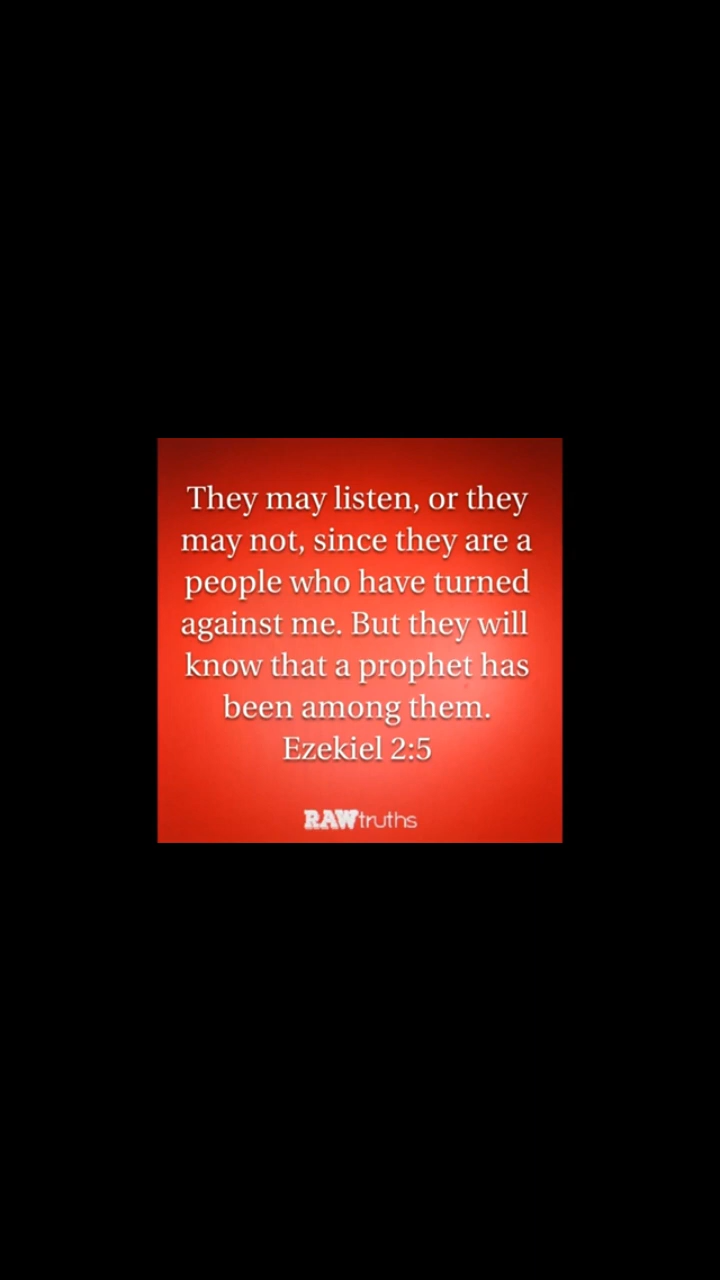 They may listen, or they
may not, since they are a
people who have turned
against me. But they will
know that a prophet has
been among them.
Ezekiel 2:5
RAWtruths